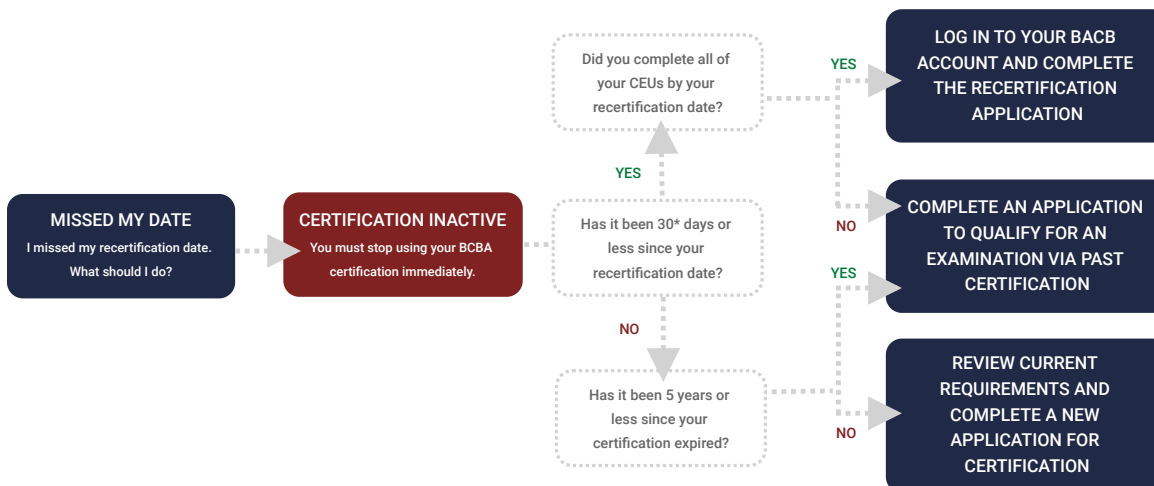 MISSED MY DATE
I missed my recertification date.
What should I do?
CERTIFICATION INACTIVE
You must stop using your BCBA
certification immediately.
Has it been 30* days or
less since your
recertification date?
YES
Did you complete all of
your CEUs by your
recertification date?
YES
LOG IN TO YOUR BACB
ACCOUNT AND COMPLETE
THE RECERTIFICATION
APPLICATION
NO
COMPLETE AN APPLICATION
TO QUALIFY FOR AN
EXAMINATION VIA PAST
CERTIFICATION
NO
Has it been 5 years or
less since your
certification expired?
YES
NO
REVIEW CURRENT
REQUIREMENTS AND
COMPLETE A NEW
APPLICATION FOR
CERTIFICATION